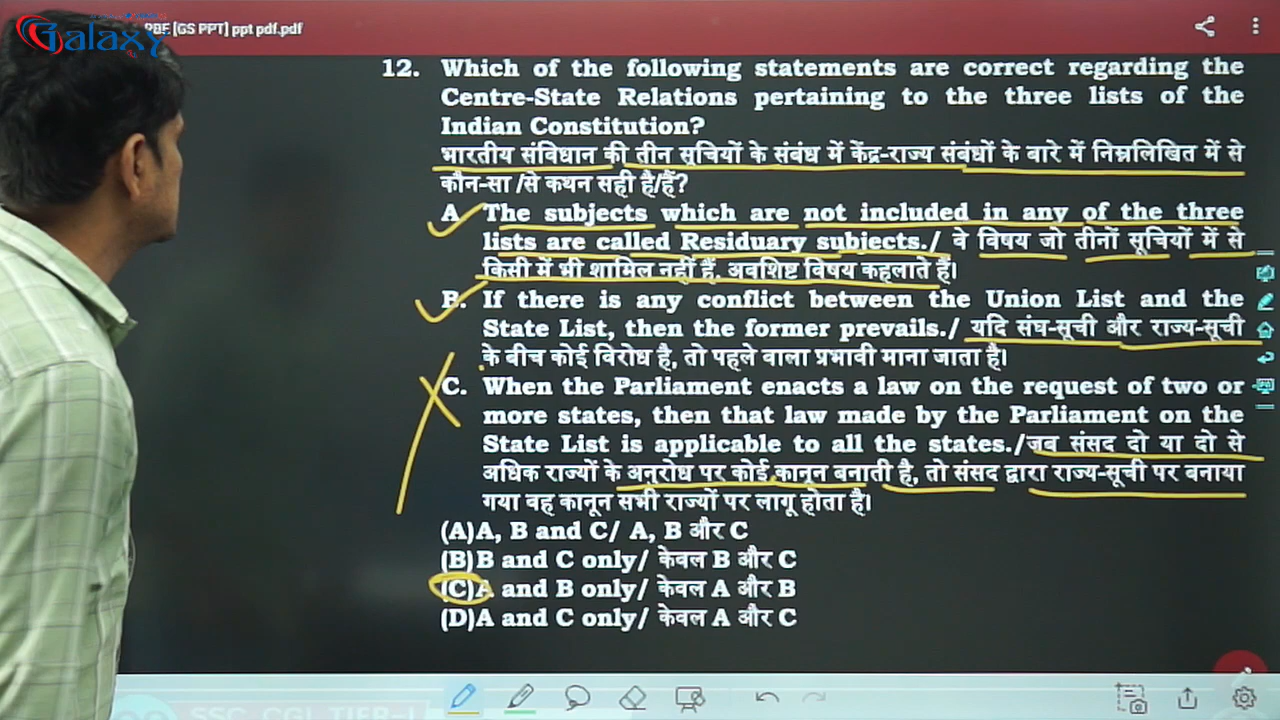 Galaxy
PBE [GS PPT] ppt pdf.pdf
12. Which of the following statements are correct regarding the
Centre-State Relations pertaining to the three lists of the
Indian Constitution?
भारतीय संविधान की तीन सूचियों के संबंध में केंद्र-राज्य संबंधों के बारे में निम्नलिखित में से
कौन-सा /से कथन सही है/हैं?
A The subjects which are not included in any of the three
lists are called Residuary subjects./ वे विषय जो तीनों सूचियों में से
किसी में भी शामिल नहीं हैं, अवशिष्ट विषय कहलाते हैं।
B. If there is any conflict between the Union List and the
State List, then the former prevails./ यदि संघ-सूची और राज्य-सूची
के बीच कोई विरोध है, तो पहले वाला प्रभावी माना जाता है।
C. When the Parliament enacts a law on the request of two or
more states, then that law made by the Parliament on the
State List is applicable to all the states./जब संसद दो या दो से
अधिक राज्यों के अनुरोध पर कोई कानून बनाती है, तो संसद द्वारा राज्य-सूची पर बनाया
गया वह कानून सभी राज्यों पर लागू होता है।
(A)A, B and C/ A, B और C
(B)B and C only/ केवल B और C
(C)A and B only/ केवल A और B
(D)A and C only/ केवल A और C
SSC CGL TIER-I